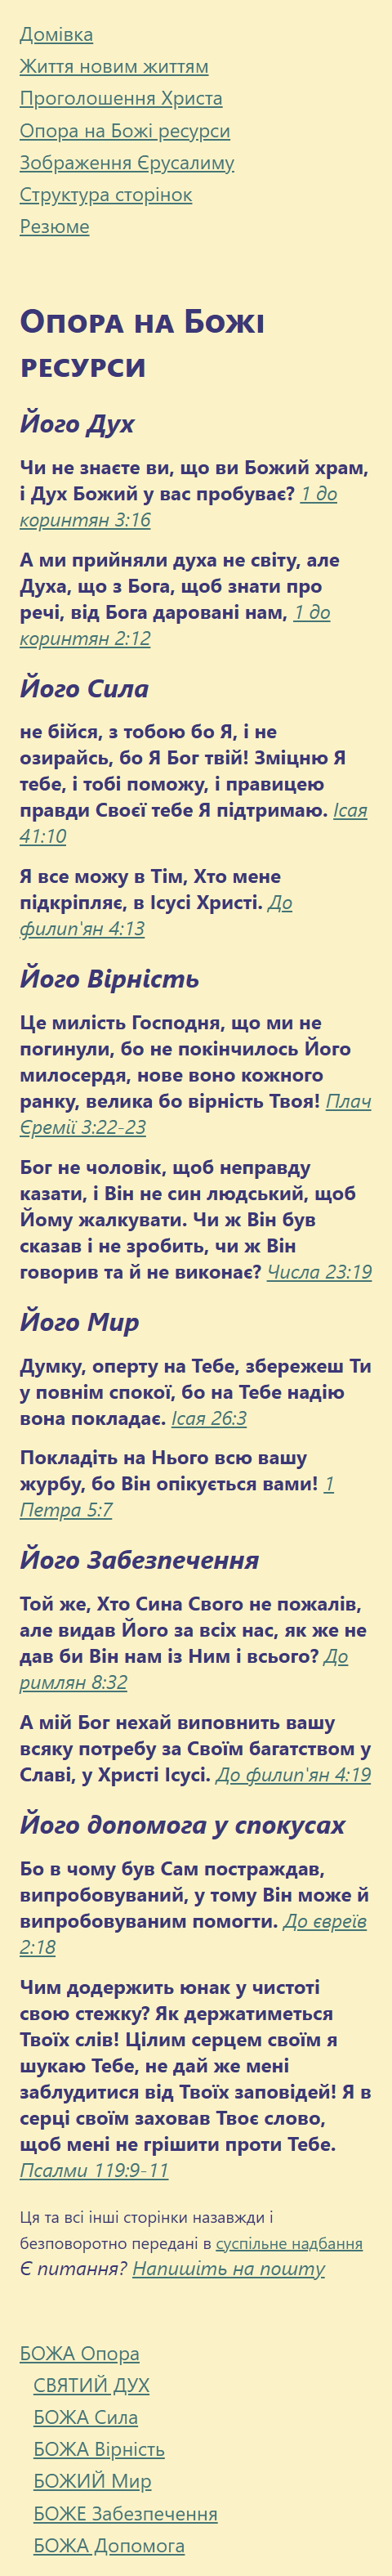 Домівка
Життя новим життям
Проголошення Христа
Опора на Божі ресурси
Зображення Єрусалиму
Структура сторінок
Резюме
Опора на Божі
ресурси
Його Дух
Чи не знаєте ви, що ви Божий храм,
і Дух Божий у вас пробуває? 1 до
коринтян 3:16
А ми прийняли духа не світу, але
Духа, що з Бога, щоб знати про
речі, від Бога даровані нам, 1 до
коринтян 2:12
Його Сила
не бійся, з тобою бо Я, і не
озирайсь, бо Я Бог твій! Зміцню Я
тебе, і тобі поможу, і правицею
правди Своєї тебе Я підтримаю. Ісая
41:10
Я все можу в Тім, Хто мене
підкріпляє, в Ісусі Христі. До
филип'ян 4:13
Його Вірність
Це милість Господня, що ми не
погинули, бо не покінчилось Його
милосердя, нове воно кожного
ранку, велика бо вірність Твоя! Плач
Єремії 3:22-23
Бог не чоловік, щоб неправду
казати, і Він не син людський, щоб
Йому жалкувати. Чи ж Він був
сказав і не зробить, чи ж Він
говорив та й не виконає? Числа 23:19
Його Мир
Думку, оперту на Тебе, збережеш Ти
у повнім спокої, бо на Тебе надію
вона покладає. Ісая 26:3
Покладіть на Нього всю вашу
журбу, бо Він опікується вами! 1
Петра 5:7
Його Забезпечення
Той же, Хто Сина Свого не пожалів,
але видав Його за всіх нас, як же не
дав би Він нам із Ним і всього? До
римлян 8:32
А мій Бог нехай виповнить вашу
всяку потребу за Своїм багатством у
Славі, у Христі Ісусі. До филип'ян 4:19
Його допомога у спокусах
Бо в чому був Сам постраждав,
випробовуваний, у тому Він може й
випробовуваним помогти. До євреїв
2:18
Чим додержить юнак у чистоті
свою стежку? Як держатиметься
Твоїх слів! Цілим серцем своїм я
шукаю Тебе, не дай же мені
заблудитися від Твоїх заповідей! Я в
серці своїм заховав Твоє слово,
щоб мені не грішити проти Тебе.
Псалми 119:9-11
Ця та всі інші сторінки назавжди і
безповоротно передані в суспільне надбання
Є питання? Напишіть на пошту
БОЖА Опора
СВЯТИЙ ДУХ
БОЖА Сила
БОЖА Вірність
БОЖИЙ Мир
БОЖЕ Забезпечення
БОЖА Допомога